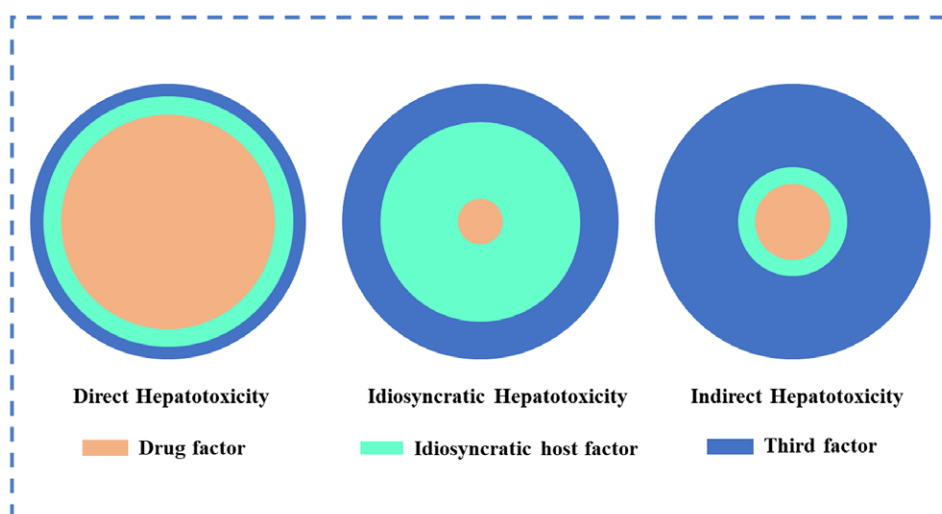 Direct Hepatotoxicity
Idiosyncratic Hepatotoxicity
Indirect Hepatotoxicity
Drug factor
Idiosyncratic host factor
Third factor